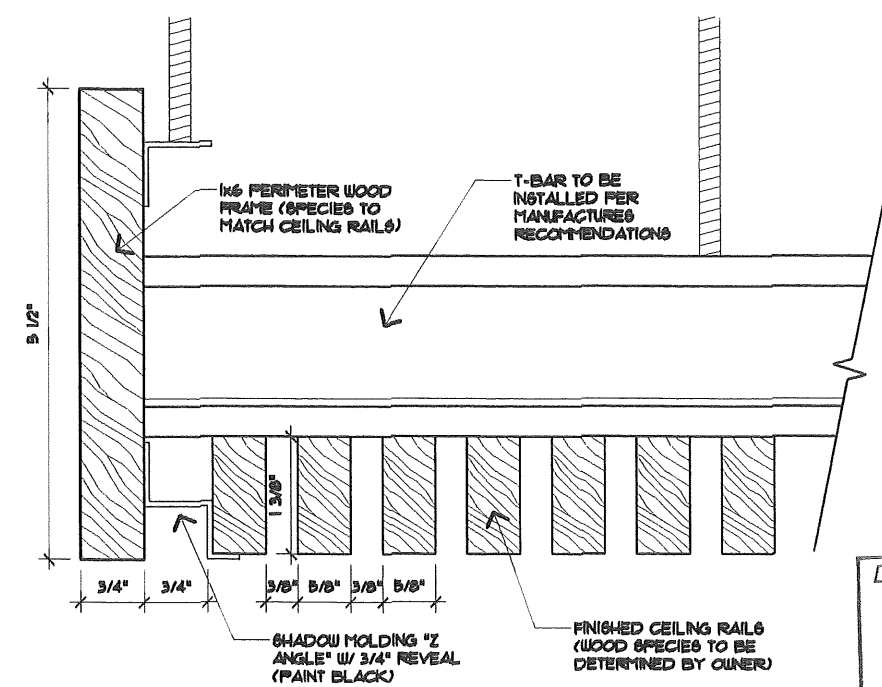 1x6 PERIMETER WOOD
FRAME (SPECIES TO
MATCH CEILING RAILS)
T-BAR TO BE
INSTALLED PER
MANUFACTURES
RECOMMENDATIONS
5 1/2"
1 3/8"
3/4"
3/4"
3/8"
5/8"
3/8"
5/8"
SHADOW MOLDING "Z
ANGLE" W/ 3/4" REVEAL
(PAINT BLACK)
FINISHED CEILING RAILS
(WOOD SPECIES TO BE
DETERMINED BY OWNER)